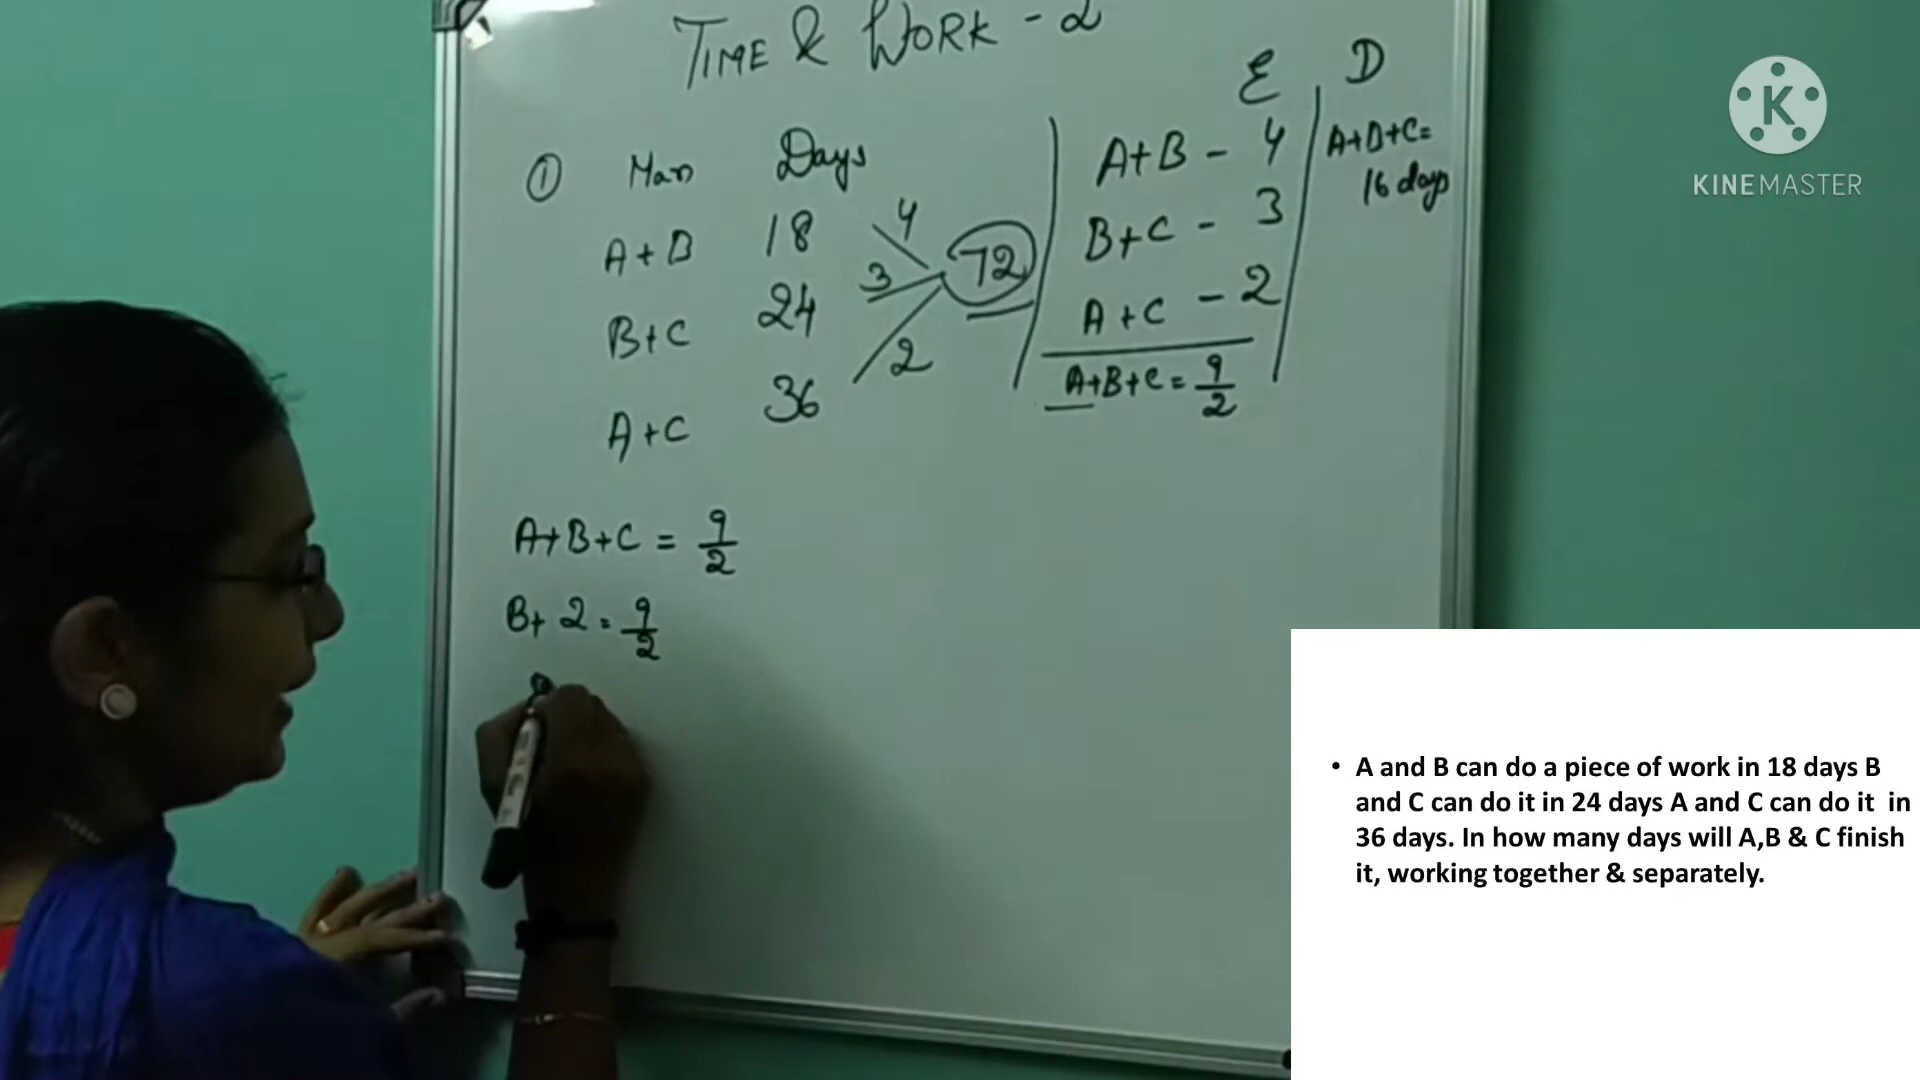 TIME & WORK - 2
① Man Days
A+B 18 4
B+C 24 3 72
A+C 36 2
E D
A+B - 4
B+C - 3
A+C - 2
A+B+C = 9/2
A+B+C=
16 days
A+B+C = 9/2
B+ 2 = 9/2
K
KINEMASTER
• A and B can do a piece of work in 18 days B
and C can do it in 24 days A and C can do it in
36 days. In how many days will A,B & C finish
it, working together & separately.